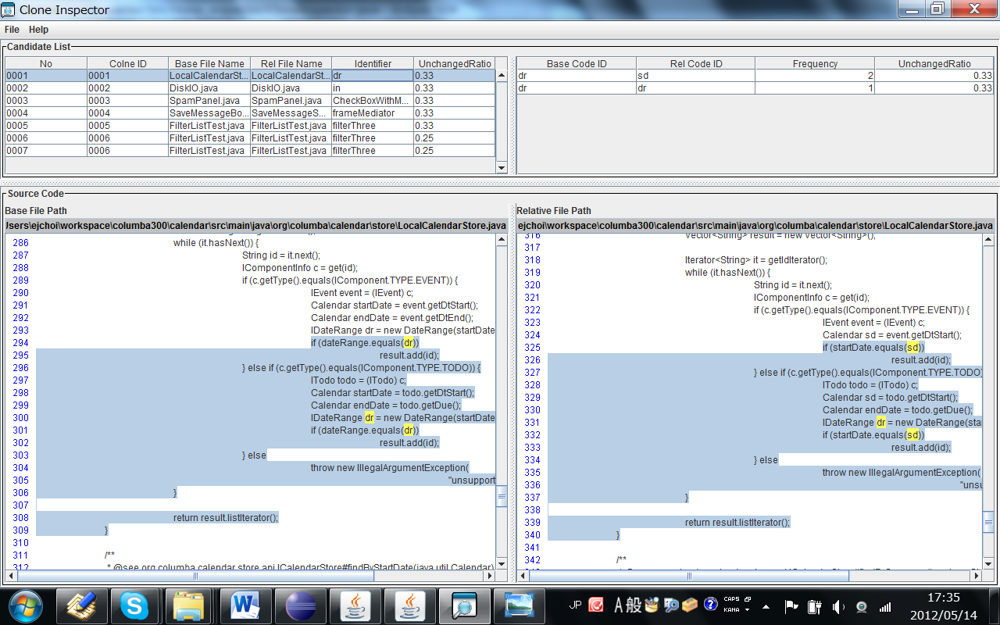 Clone Inspector
File Help
Candidate List
No Colne ID Base File Name Rel File Name Identifier UnchangedRatio
0001 0001 LocalCalendarSt... LocalCalendarSt... dr 0.33
0002 0002 DiskIO.java DiskIO.java in 0.33
0003 0003 SpamPanel.java SpamPanel.java CheckBoxWithM... 0.33
0004 0004 SaveMessageBo... SaveMessageS... frameMediator 0.33
0005 0005 FilterListTest.java FilterListTest.java filterThree 0.33
0006 0006 FilterListTest.java FilterListTest.java filterThree 0.25
0007 0006 FilterListTest.java FilterListTest.java filterThree 0.25
Base Code ID Rel Code ID Frequency UnchangedRatio
dr sd 2 0.33
dr dr 1 0.33
Source Code
Base File Path
Jsers\ejchoi\workspace\columba300\calendar\src\main\java\org\columba\calendar\store\LocalCalendarStore.java
286 while (it.hasNext()) {
287 String id = it.next();
288 IComponentInfo c = get(id);
289 if (c.getType().equals(IComponent.TYPE.EVENT)) {
290 IEvent event = (IEvent) c;
291 Calendar startDate = event.getDtStart();
292 Calendar endDate = event.getDtEnd();
293 IDateRange dr = new DateRange(startDate
294 if (dateRange.equals(dr))
295 result.add(id);
296 } else if (c.getType().equals(IComponent.TYPE.TODO)) {
297 ITodo todo = (ITodo) c;
298 Calendar startDate = todo.getDtStart();
299 Calendar endDate = todo.getDue();
300 IDateRange dr = new DateRange(startDate
301 if (dateRange.equals(dr))
302 result.add(id);
303 } else
304 throw new IllegalArgumentException(
305 "unsupport
306 }
307
308 return result.listIterator();
309 }
310
311 /**
312 * @see org.columba.calendar.store.api.ICalendarStore#findByStartDate(java.util.Calendar)
Relative File Path
ejchoi\workspace\columba300\calendar\src\main\java\org\columba\calendar\store\LocalCalendarStore.java
316 Vector<String> result = new Vector<String>();
317
318 Iterator<String> it = getIdIterator();
319 while (it.hasNext()) {
320 String id = it.next();
321 IComponentInfo c = get(id);
322 if (c.getType().equals(IComponent.TYPE.EVENT)) {
323 IEvent event = (IEvent) c;
324 Calendar sd = event.getDtStart();
325 if (startDate.equals(sd))
326 result.add(id);
327 } else if (c.getType().equals(IComponent.TYPE.TODO)
328 ITodo todo = (ITodo) c;
329 Calendar sd = todo.getDtStart();
330 Calendar endDate = todo.getDue();
331 IDateRange dr = new DateRange(sta
332 if (startDate.equals(sd))
333 result.add(id);
334 } else
335 throw new IllegalArgumentException(
336 "unsu
337 }
338
339 return result.listIterator();
340 }
341
342 /**
JP A般 CAPS KANA
17:35
2012/05/14